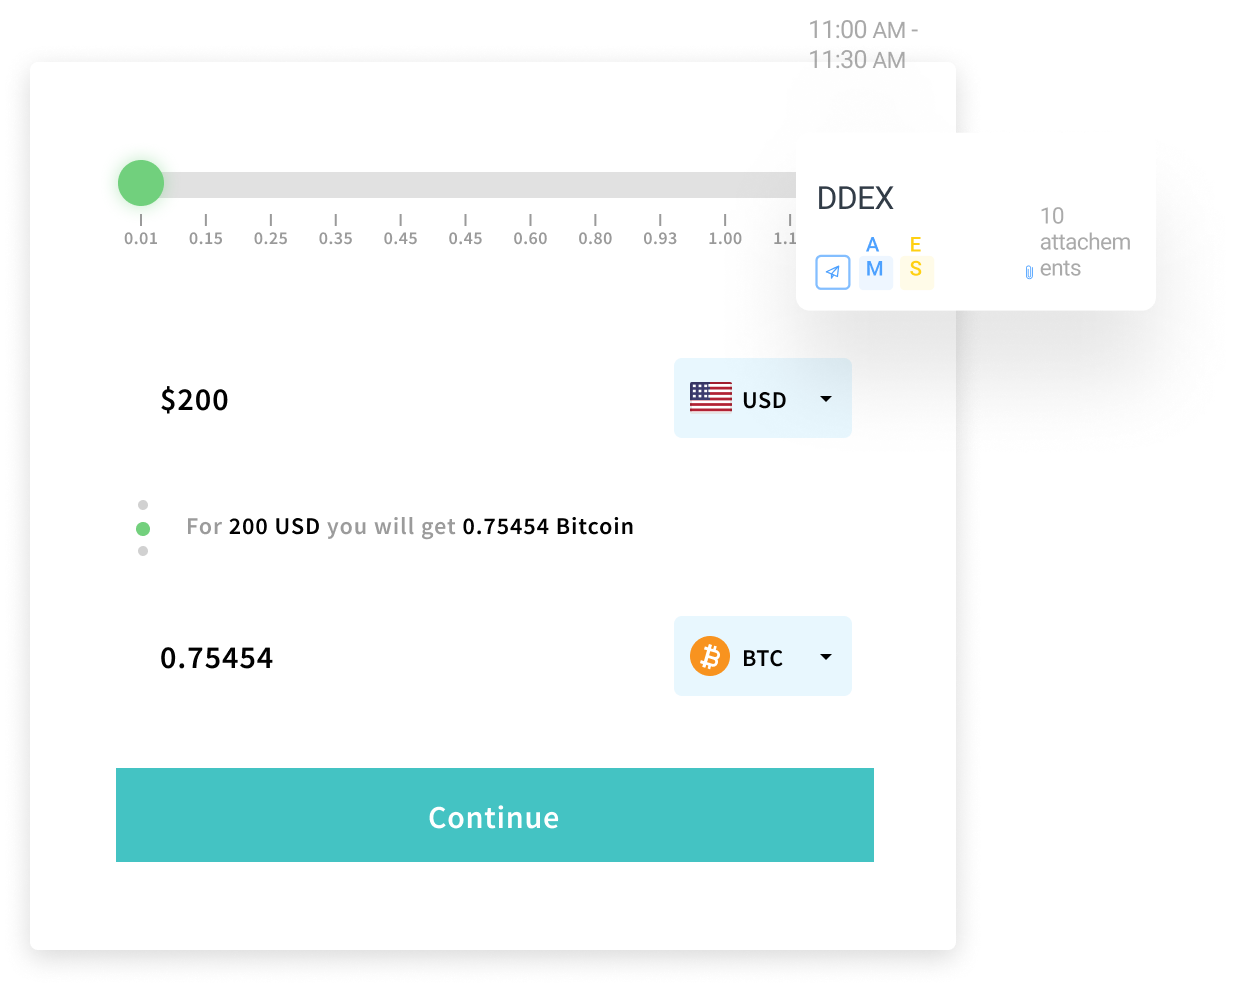 11:00 AM -
11:30 AM
DDEX
10
attachem
ents
A
M
E
S
0.01 0.15 0.25 0.35 0.45 0.45 0.60 0.80 0.93 1.00 1.1
$200
USD
For 200 USD you will get 0.75454 Bitcoin
0.75454
BTC
Continue